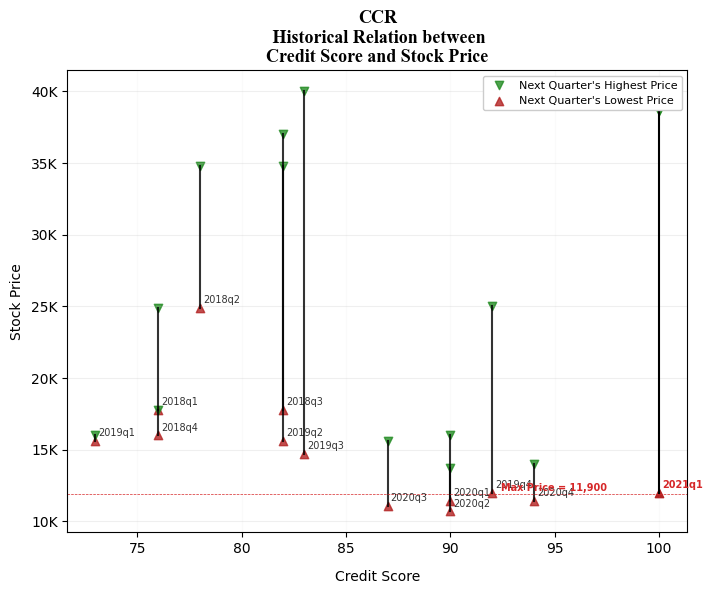 CCR
Historical Relation between
Credit Score and Stock Price
Next Quarter's Highest Price
Next Quarter's Lowest Price
40K
35K
30K
25K
20K
15K
10K
Stock Price
2018q2
2018q1
2018q3
2018q4
2019q1
2019q2
2019q3
2019q4
Max Price = 11,900
2021q1
2020q3
2020q1
2020q4
2020q2
75
80
85
90
95
100
Credit Score